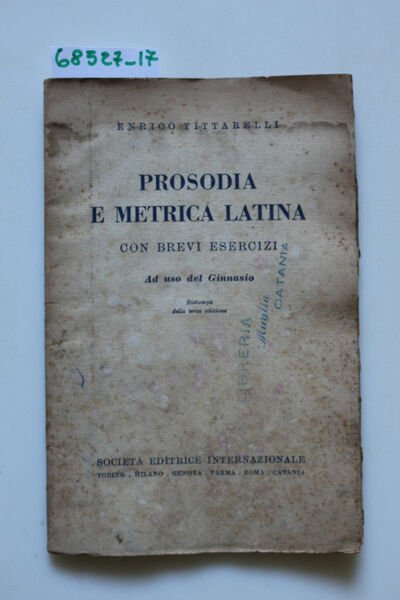 68527_17
ENRICO TITTARELLI
PROSODIA
E METRICA LATINA
CON BREVI ESERCIZI
Ad uso del Ginnasio
Ristampa
della terza edizione
LIBRERIA
CATANIA
SOCIETÀ EDITRICE INTERNAZIONALE
TORINO . MILANO . GENOVA . PARMA . ROMA . CATANIA